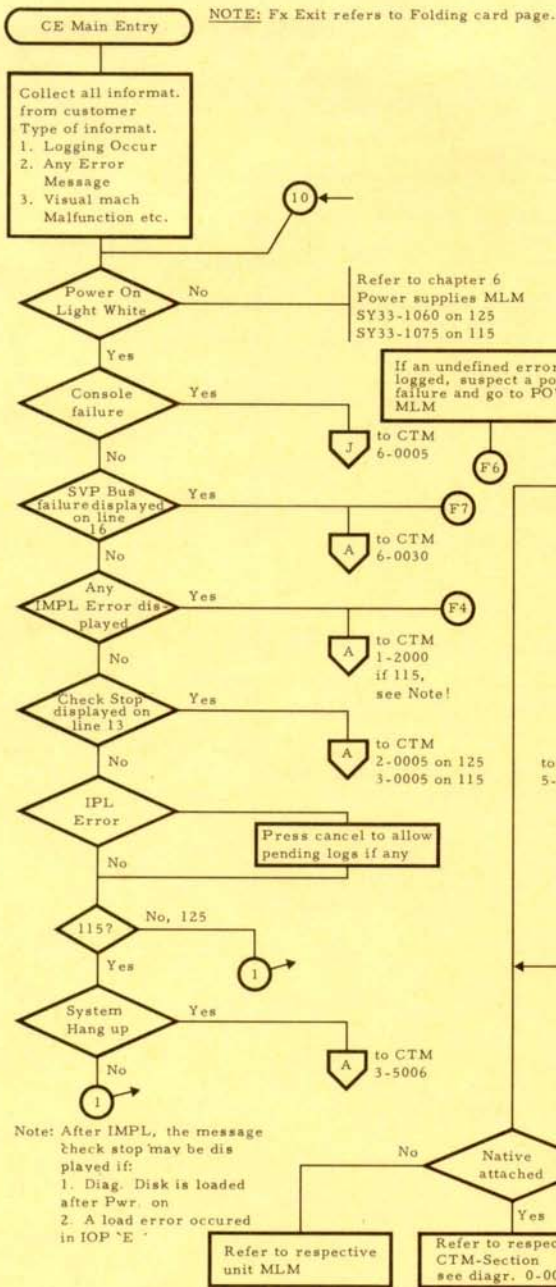 NOTE: Fx Exit refers to Folding card page.
CE Main Entry
Collect all informat.
from customer
Type of informat.
1. Logging Occur
2. Any Error
Message
3. Visual mach
Malfunction etc.
10
Power On
Light White
No
Refer to chapter 6
Power supplies MLM
SY33-1060 on 125
SY33-1075 on 115
Yes
If an undefined error
logged, suspect a
failure and go to
MLM
F6
Console
failure
Yes
J
to CTM
6-0005
No
SVP Bus
failure displayed
on line
16
Yes
F7
A
to CTM
6-0030
No
Any
IMPL Error dis-
played
Yes
F4
A
to CTM
1-2000
if 115,
see Note!
No
Check Stop
displayed on
line 13
Yes
A
to CTM
2-0005 on 125
3-0005 on 115
to
5-
No
IPL
Error
Press cancel to allow
pending logs if any
No
115?
No, 125
1
Yes
System
Hang up
Yes
A
to CTM
3-5006
No
1
Note: After IMPL, the message
check stop may be dis
played if:
1. Diag. Disk is loaded
after Pwr. on
2. A load error occured
in IOP `E ´
No
Native
attached
Yes
Refer to respective
unit MLM
Refer to
CTM-Section
see diagr.